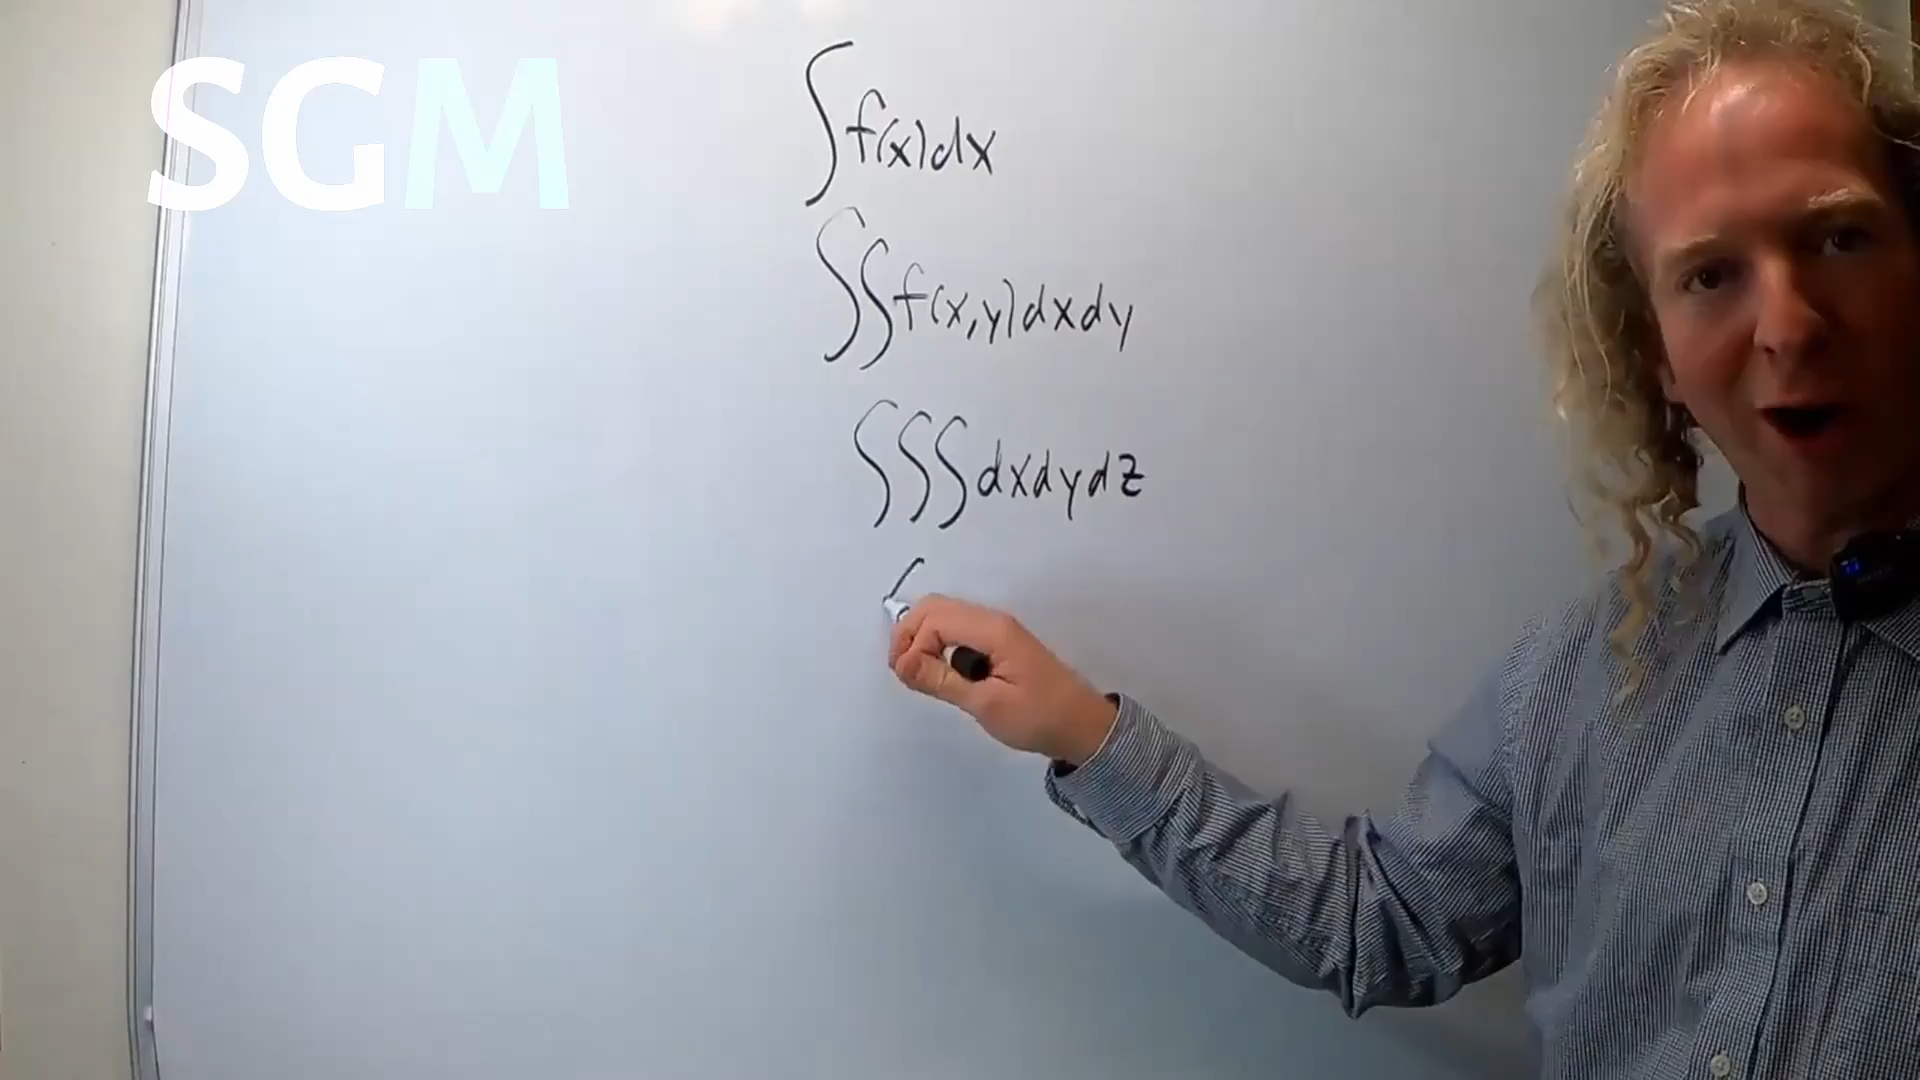 SGM
∫f(x)dx
∫∫f(x,y)dxdy
∫∫∫dxdydz